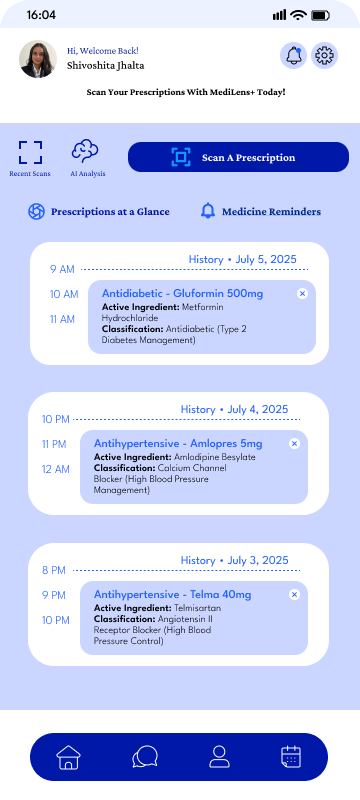 16:04
Hi, Welcome Back!
Shivoshita Jhalta
Scan Your Prescriptions With MediLens+ Today!
Recent Scans
AI Analysis
Scan A Prescription
Prescriptions at a Glance
Medicine Reminders
History • July 5, 2025
9 AM
10 AM
11 AM
Antidiabetic - Gluformin 500mg
Active Ingredient: Metformin
Hydrochloride
Classification: Antidiabetic (Type 2
Diabetes Management)
History • July 4, 2025
10 PM
11 PM
12 AM
Antihypertensive - Amlopres 5mg
Active Ingredient: Amlodipine Besylate
Classification: Calcium Channel
Blocker (High Blood Pressure
Management)
History • July 3, 2025
8 PM
9 PM
10 PM
Antihypertensive - Telma 40mg
Active Ingredient: Telmisartan
Classification: Angiotensin II
Receptor Blocker (High Blood
Pressure Control)